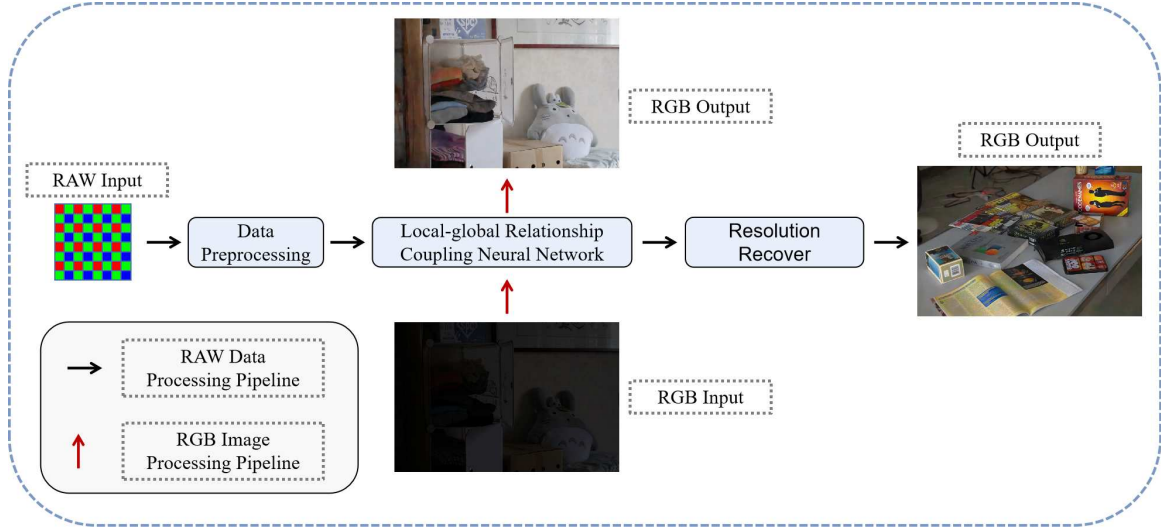 RGB Output
RGB Output
RAW Input
Data
Preprocessing
Local-global Relationship
Coupling Neural Network
Resolution
Recover
RAW Data
Processing Pipeline
RGB Input
RGB Image
Processing Pipeline